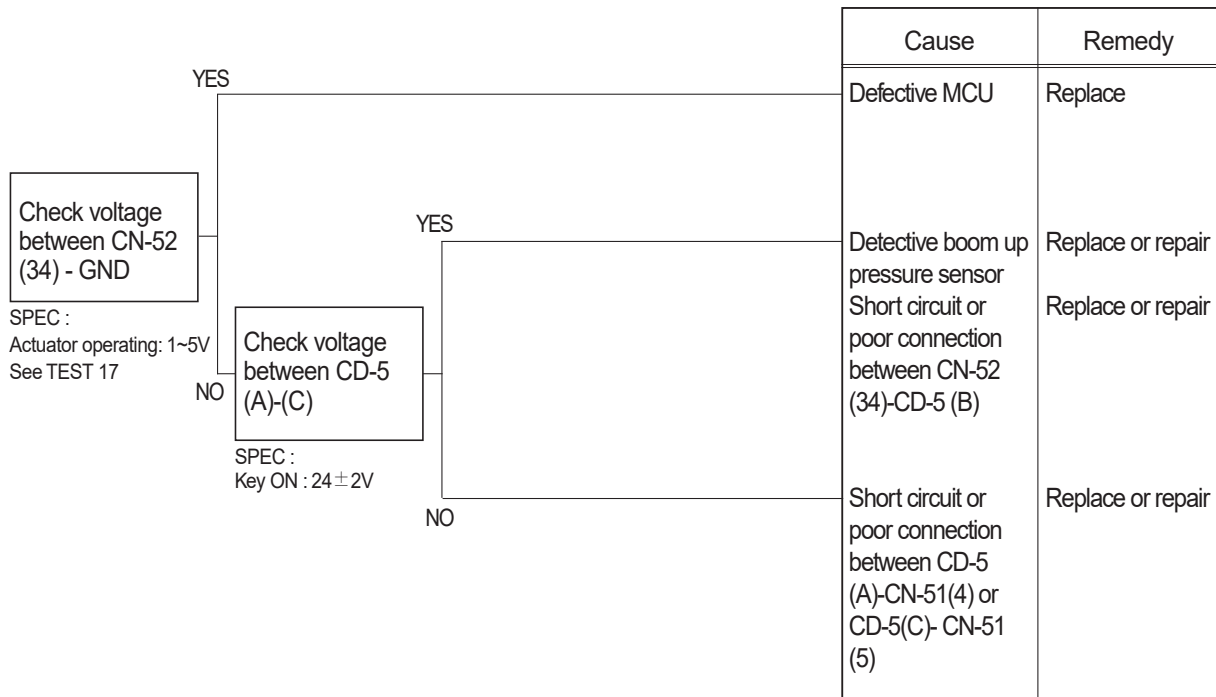 Cause
Remedy
YES
Defective MCU
Replace
Check voltage
between CN-52
(34) - GND
SPEC :
Actuator operating: 1~5V
See TEST 17
NO
YES
Detective boom up
pressure sensor
Replace or repair
Short circuit or
poor connection
between CN-52
(34)-CD-5 (B)
Replace or repair
Check voltage
between CD-5
(A)-(C)
SPEC :
Key ON : 24±2V
NO
Short circuit or
poor connection
between CD-5
(A)-CN-51(4) or
CD-5(C)- CN-51
(5)
Replace or repair